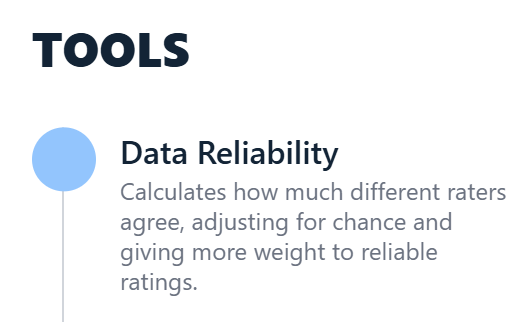 TOOLS
Data Reliability
Calculates how much different raters
agree, adjusting for chance and
giving more weight to reliable
ratings.